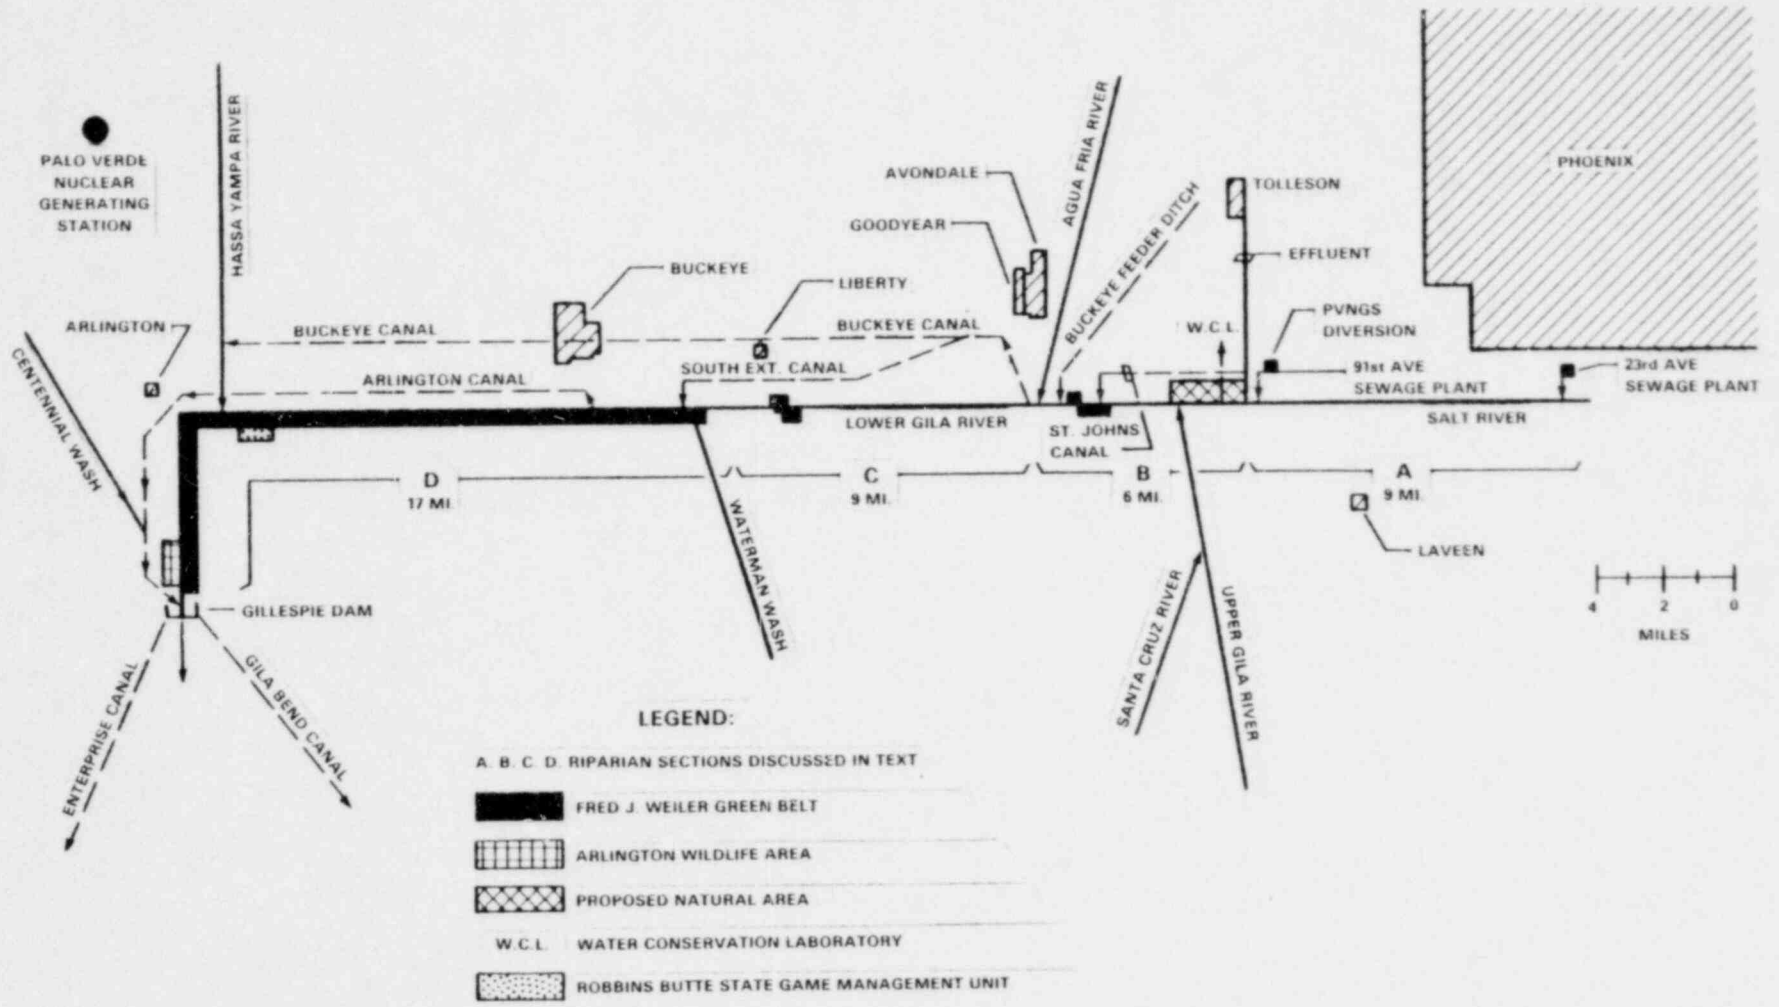 PHOENIX
PALO VERDE
NUCLEAR
GENERATING
STATION
HASSA YAMPA RIVER
AGUA FRIA RIVER
AVONDALE
GOODYEAR
BUCKEYE FEEDER DITCH
TOLLESON
EFFLUENT
BUCKEYE
LIBERTY
PVNGS
DIVERSION
W.C.L.
ARLINGTON
BUCKEYE CANAL
BUCKEYE CANAL
SOUTH EXT. CANAL
ARLINGTON CANAL
91st AVE
SEWAGE PLANT
23rd AVE
SEWAGE PLANT
CENTENNIAL WASH
LOWER GILA RIVER
ST. JOHNS
CANAL
SALT RIVER
D
17 MI.
C
9 MI.
B
6 MI.
A
9 MI.
LAVEEN
WATERMAN WASH
SANTA CRUZ RIVER
UPPER GILA RIVER
4 2 0
MILES
GILLESPIE DAM
ENTERPRISE CANAL
GILA BEND CANAL
LEGEND:
A. B. C. D. RIPARIAN SECTIONS DISCUSSED IN TEXT
FRED J. WEILER GREEN BELT
ARLINGTON WILDLIFE AREA
PROPOSED NATURAL AREA
W.C.L. WATER CONSERVATION LABORATORY
ROBBINS BUTTE STATE GAME MANAGEMENT UNIT